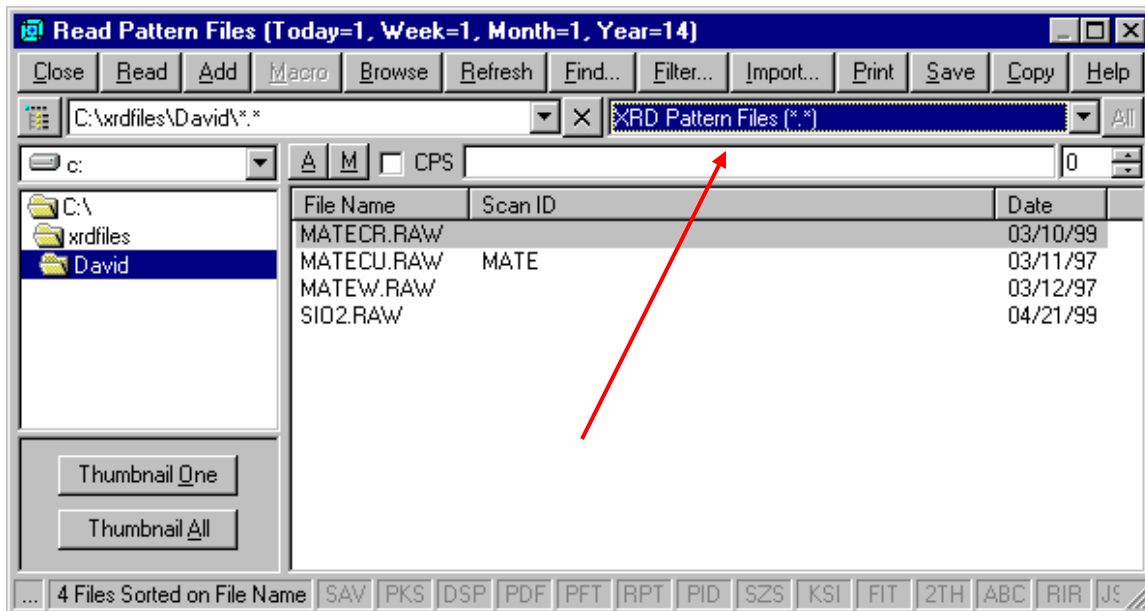 Read Pattern Files (Today=1, Week=1, Month=1, Year=14)
Close Read Add Macro Browse Refresh Find... Filter... Import... Print Save Copy Help
C:\xrdfiles\David\*.* XRD Pattern Files (*.*) All
c: A M CPS 0
C:\ File Name Scan ID Date
xrdfiles MATECR.RAW 03/10/99
David MATECU.RAW MATE 03/11/97
MATEW.RAW 03/12/97
SIO2.RAW 04/21/99
Thumbnail One
Thumbnail All
... 4 Files Sorted on File Name SAV PKS DSP PDF PFT RPT PID SZS KSI FIT 2TH ABC RIR